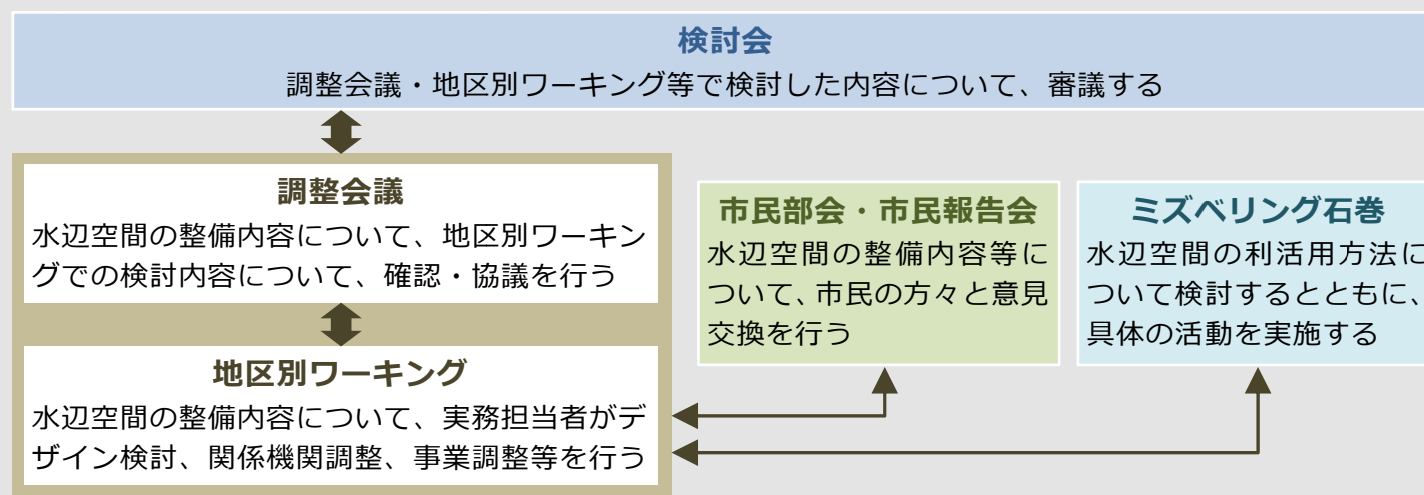 検討会
調整会議・地区別ワーキング等で検討した内容について、審議する
調整会議
水辺空間の整備内容について、地区別ワーキン
グでの検討内容について、確認・協議を行う
地区別ワーキング
水辺空間の整備内容について、実務担当者がデ
ザイン検討、関係機関調整、事業調整等を行う
市民部会・市民報告会
水辺空間の整備内容等に
ついて、市民の方々と意見
交換を行う
ミズベリング石巻
水辺空間の利活用方法に
ついて検討するとともに、
具体の活動を実施する